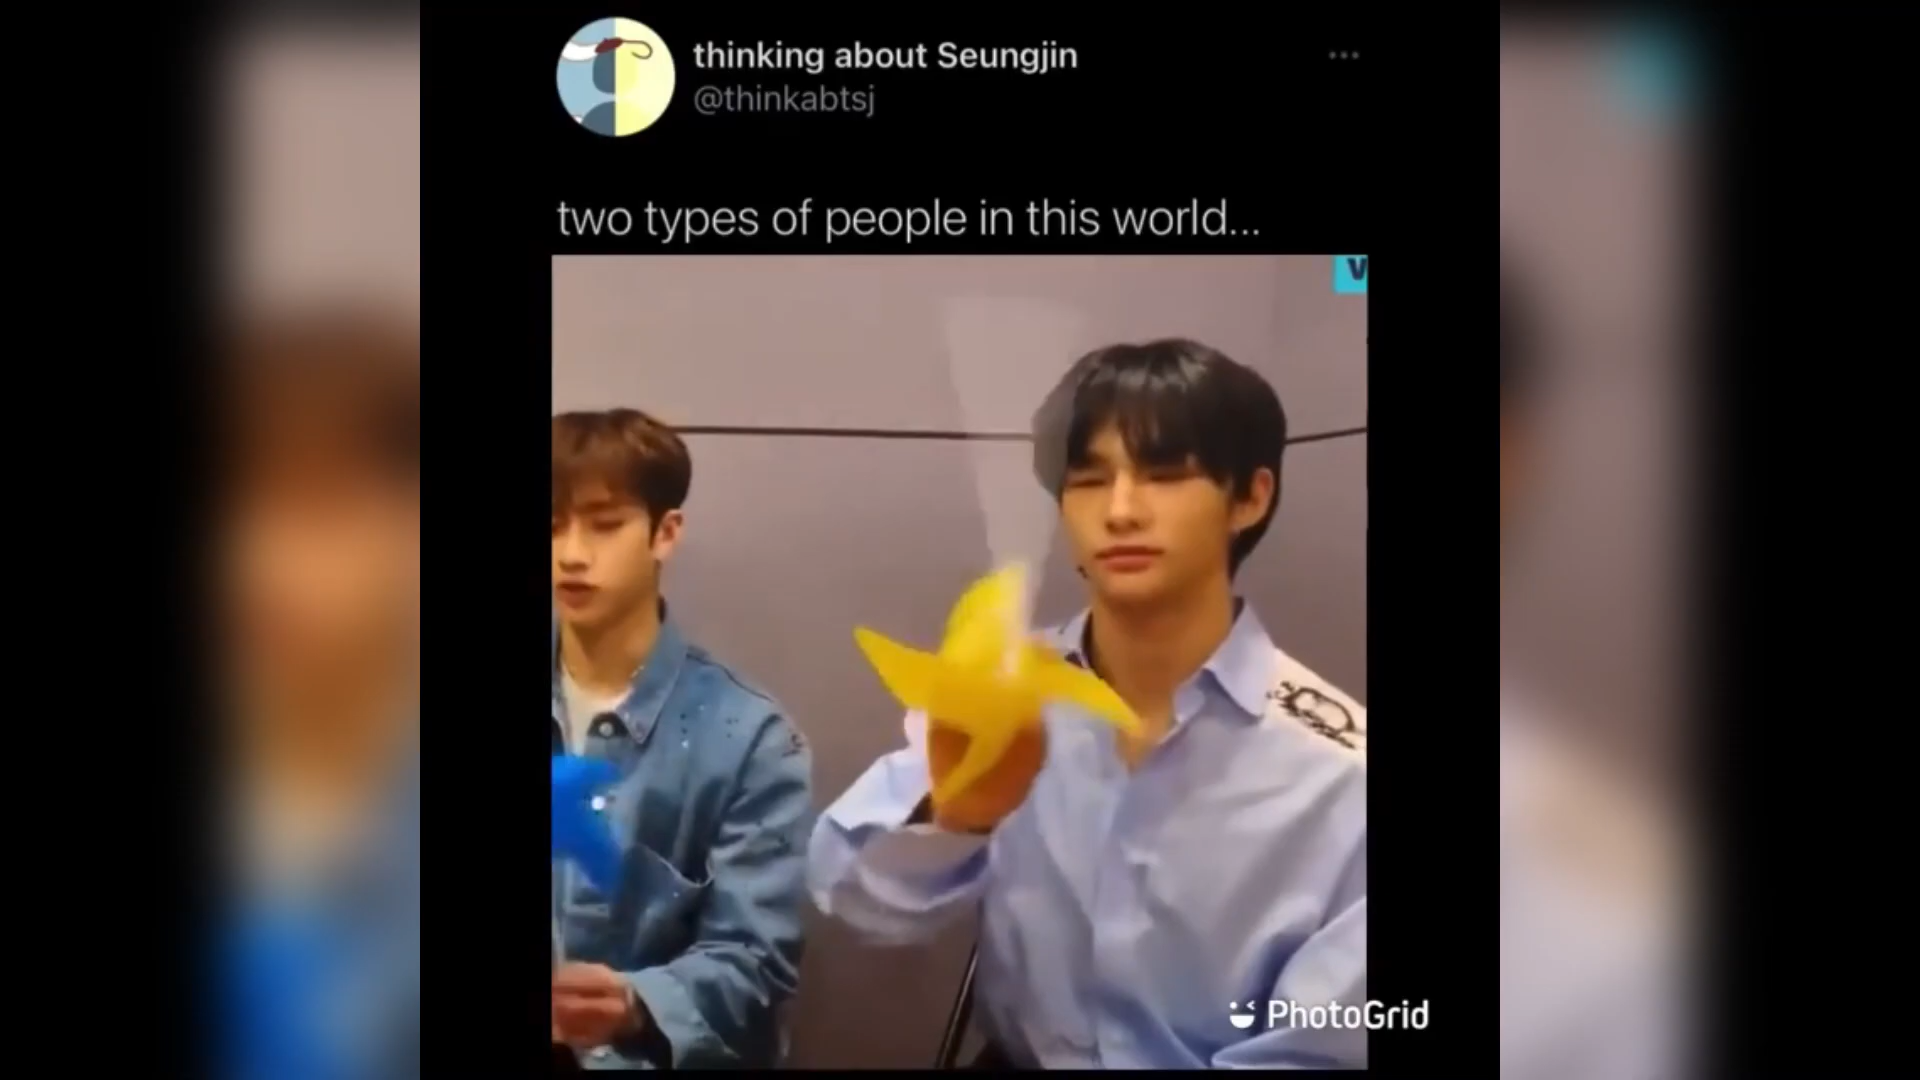 thinking about Seungjin
@thinkabtsj
two types of people in this world...
V
PhotoGrid